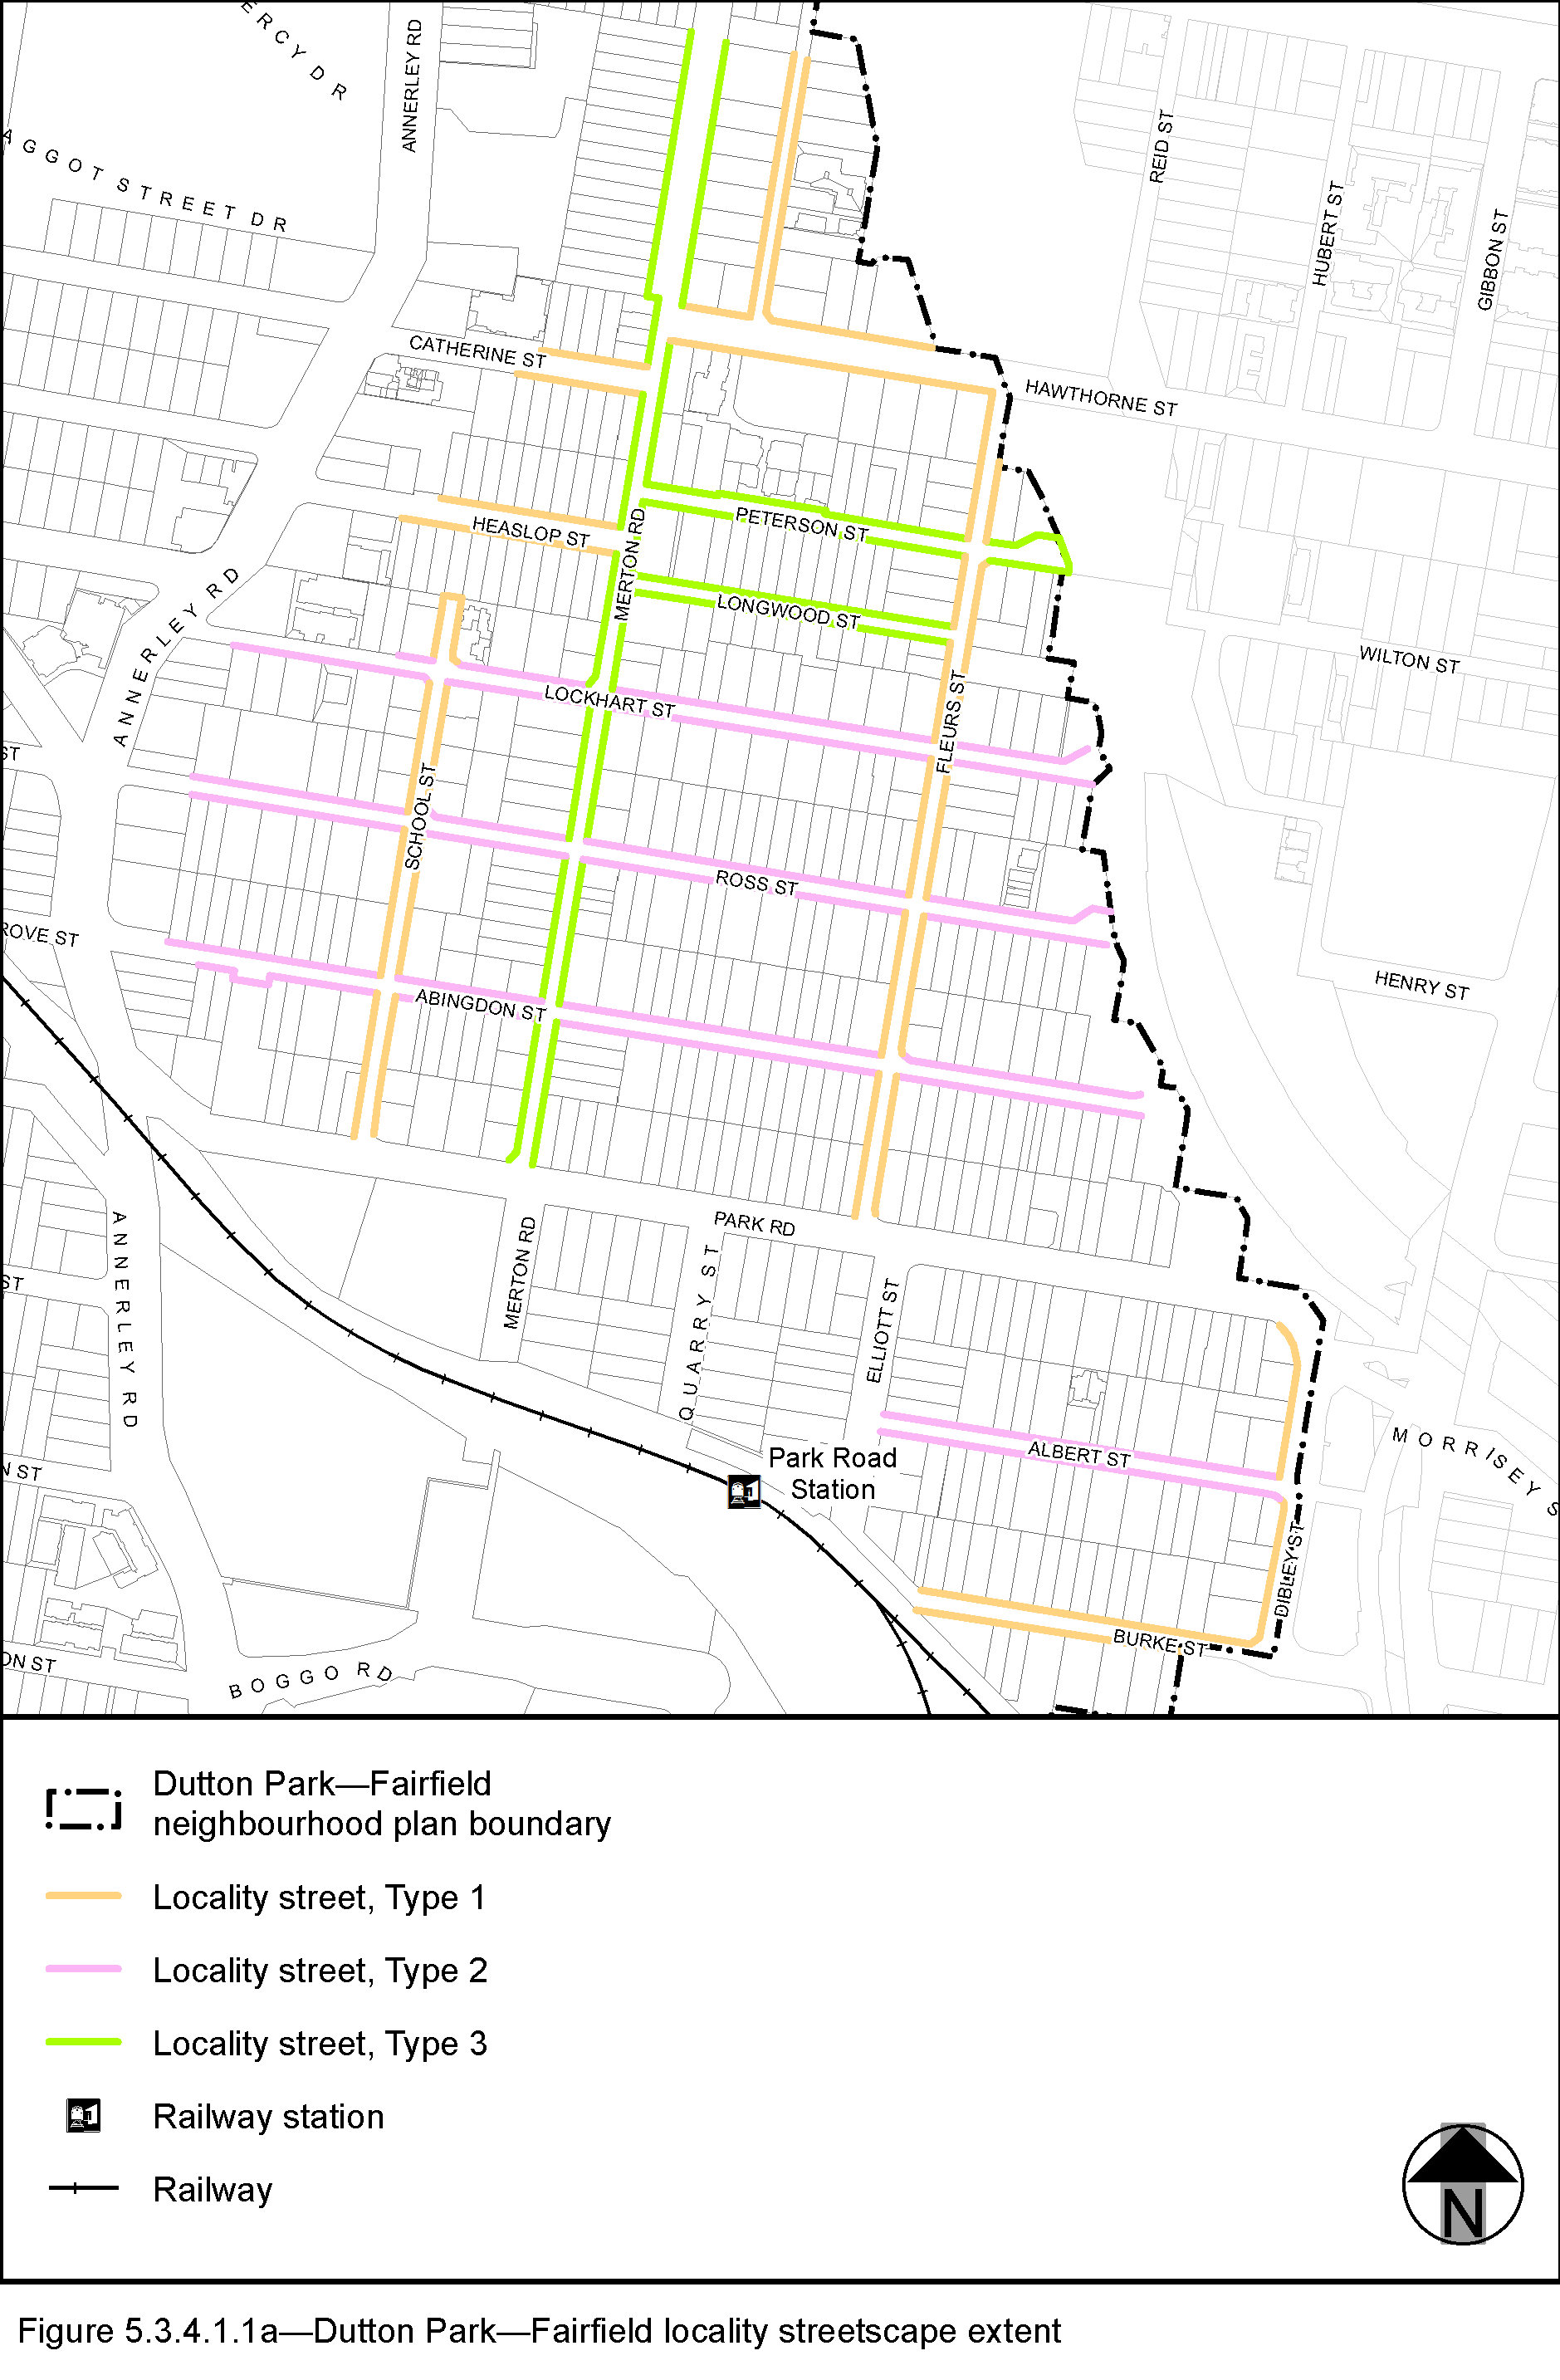 ERCY DR
ANNERLEY RD
AGGOT STREET DR
REID ST
HUBERT ST
GIBBON ST
CATHERINE ST
HAWTHORNE ST
HEASLOP ST
MERTON RD
PETERSON ST
LONGWOOD ST
ANNERLEY RD
WILTON ST
LOCKHART ST
FLEURS ST
ST
SCHOOL ST
ROSS ST
ROVE ST
HENRY ST
ABINGDON ST
PARK RD
MERTON RD
QUARRY ST
ELLIOTT ST
ANNERLEY RD
ST
ALBERT ST
MORRISEY S
Park Road
Station
N ST
DIBLEY ST
BURKE ST
ON ST
BOGGO RD
Dutton Park—Fairfield
neighbourhood plan boundary
Locality street, Type 1
Locality street, Type 2
Locality street, Type 3
Railway station
Railway
N
Figure 5.3.4.1.1a—Dutton Park—Fairfield locality streetscape extent